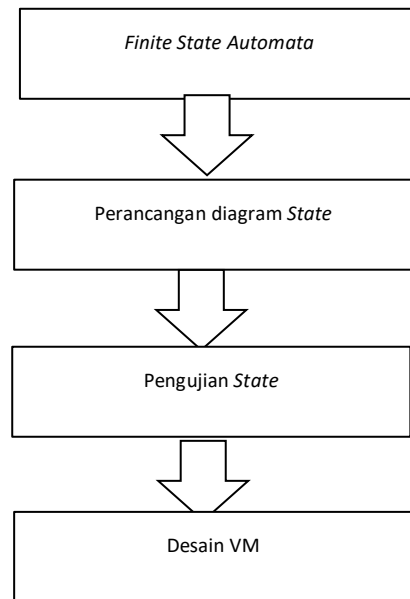 Finite State Automata
Perancangan diagram State
Pengujian State
Desain VM